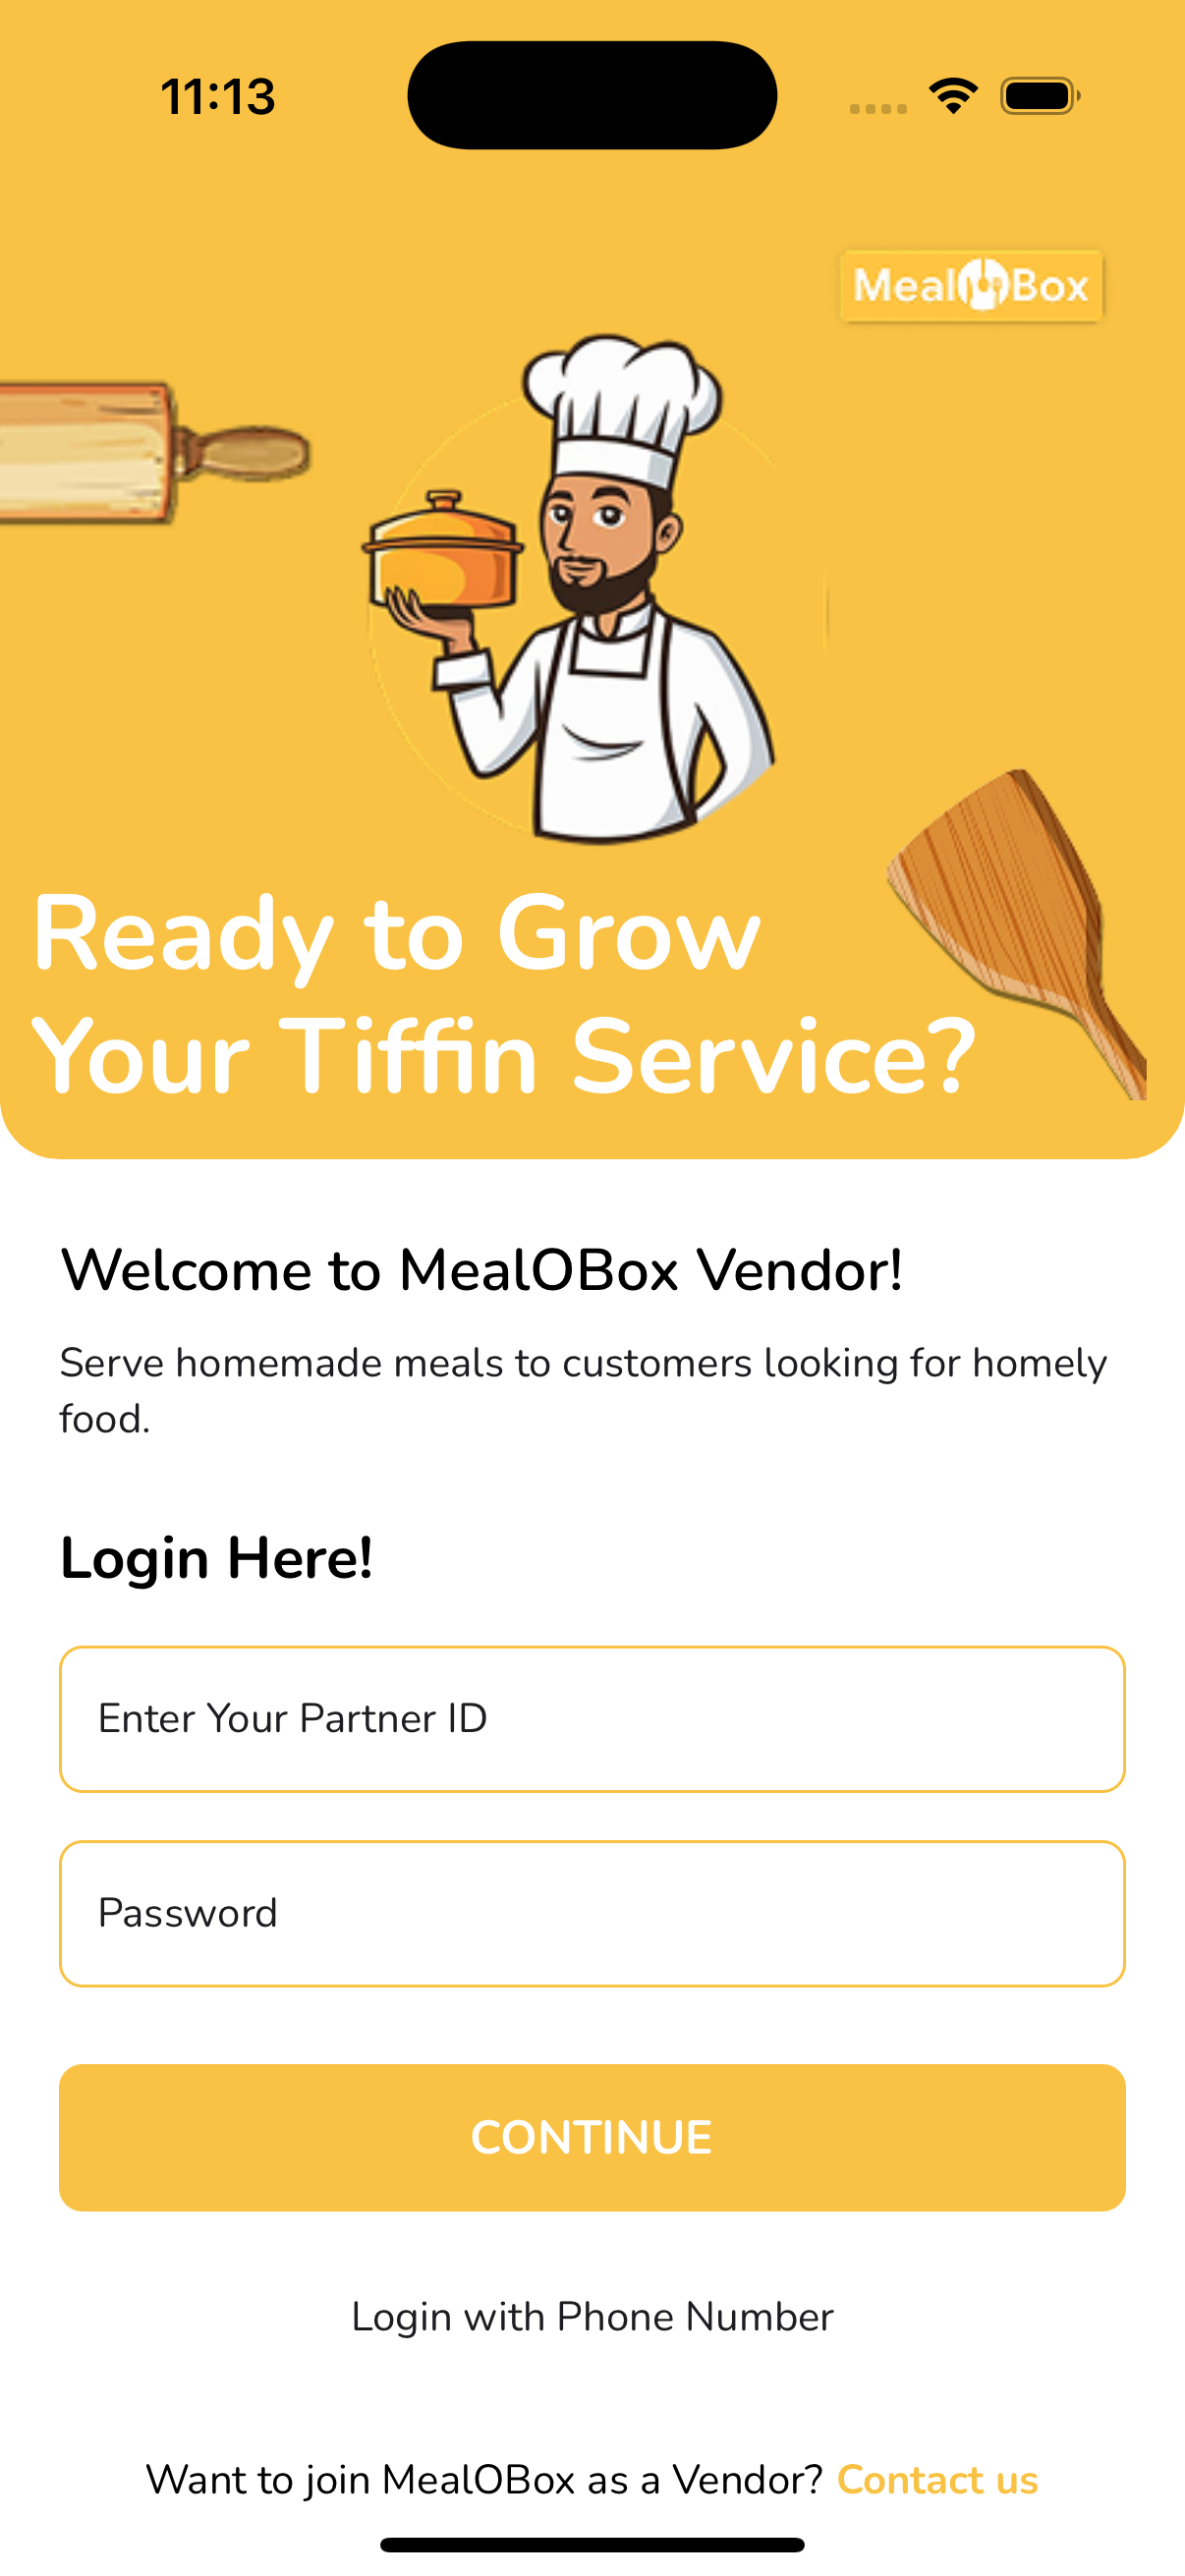 11:13
MealOBox
Ready to Grow
Your Tiffin Service?
Welcome to MealOBox Vendor!
Serve homemade meals to customers looking for homely
food.
Login Here!
Enter Your Partner ID
Password
CONTINUE
Login with Phone Number
Want to join MealOBox as a Vendor? Contact us